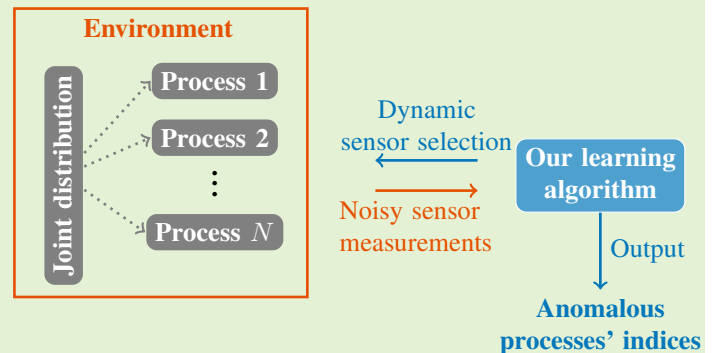 Environment
Joint distribution
Process 1
Process 2
⋮
Process N
Dynamic
sensor selection
Noisy sensor
measurements
Our learning
algorithm
Output
Anomalous
processes' indices